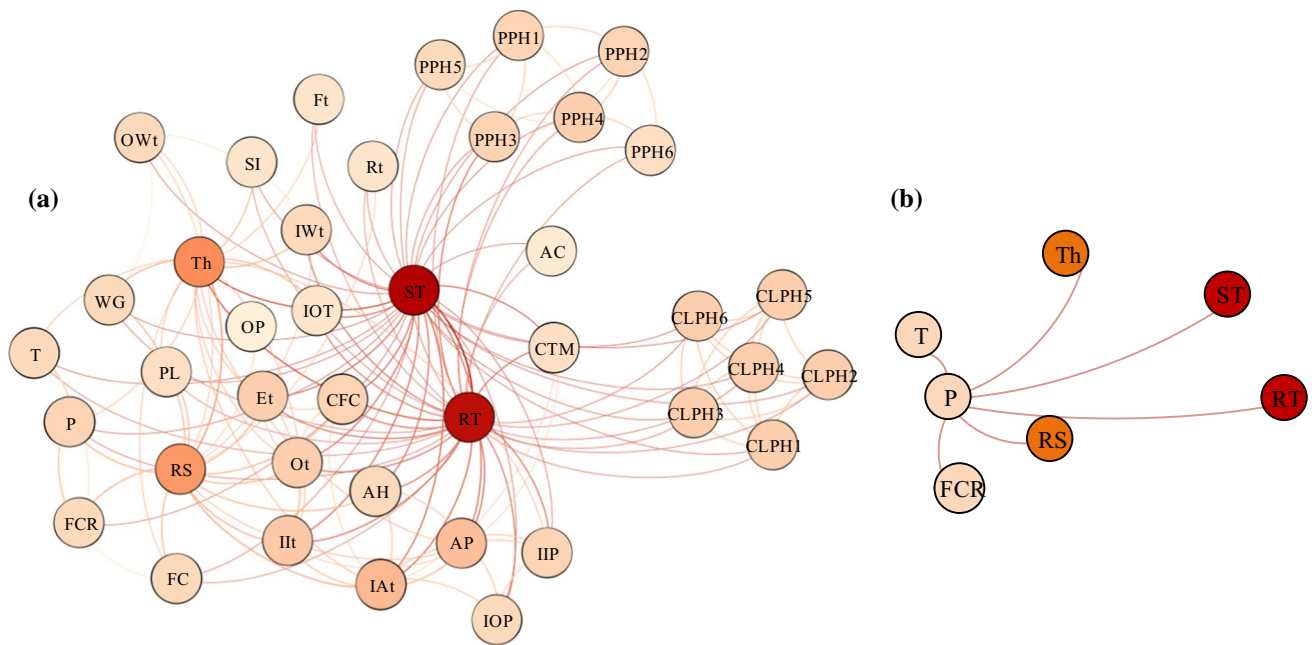 PPH1
PPH2
PPH5
Ft
PPH4
OWt
PPH3
PPH6
SI
Rt
(a)
(b)
IWt
AC
Th
Th
ST
ST
WG
IOT
CLPH5
CLPH6
OP
T
T
CTM
PL
CLPH4
CLPH2
Et
CFC
P
RT
RT
P
CLPH3
RS
CLPH1
RS
Ot
AH
FCR
FCR
IIt
AP
IIP
FC
IAt
IOP